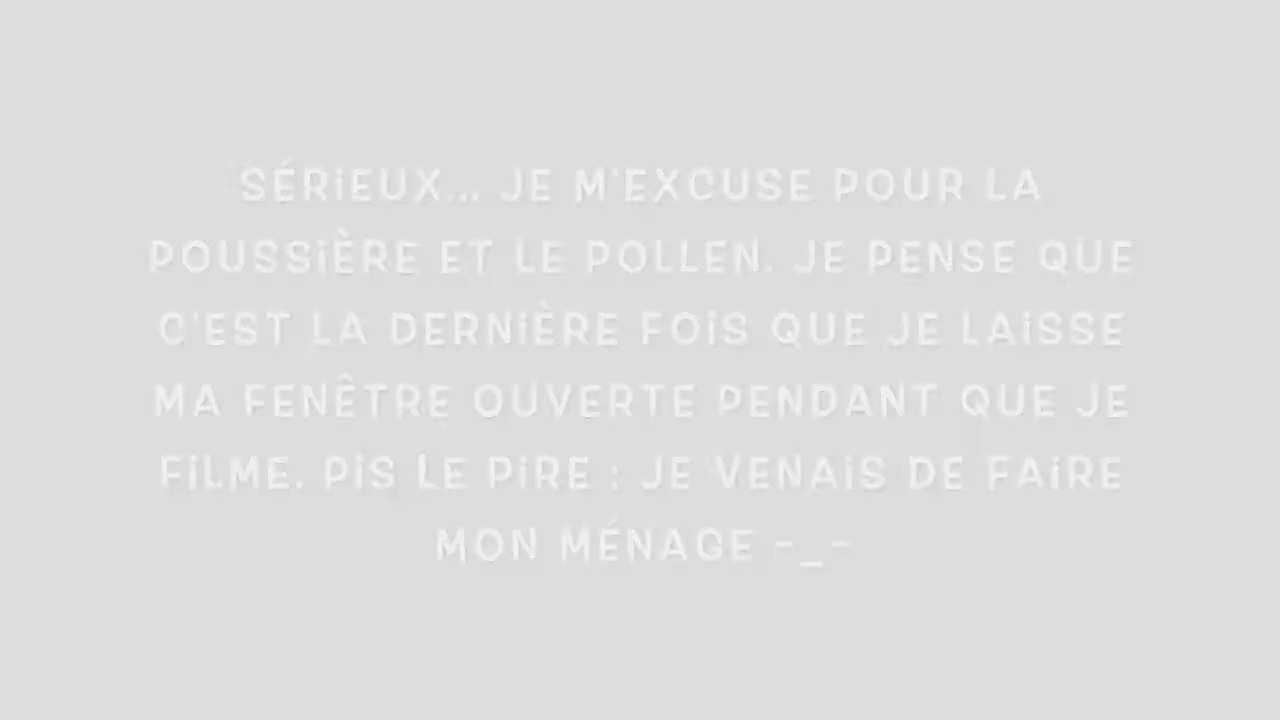 SÉRiEUX... JE M'EXCUSE POUR LA
POUSSiÈRE ET LE POLLEN. JE PENSE QUE
C'EST LA DERNiÈRE FOiS QUE JE LAiSSE
MA FENÊTRE OUVERTE PENDANT QUE JE
FiLME. PiS LE PiRE : JE VENAiS DE FAiRE
MON MÉNAGE -_-